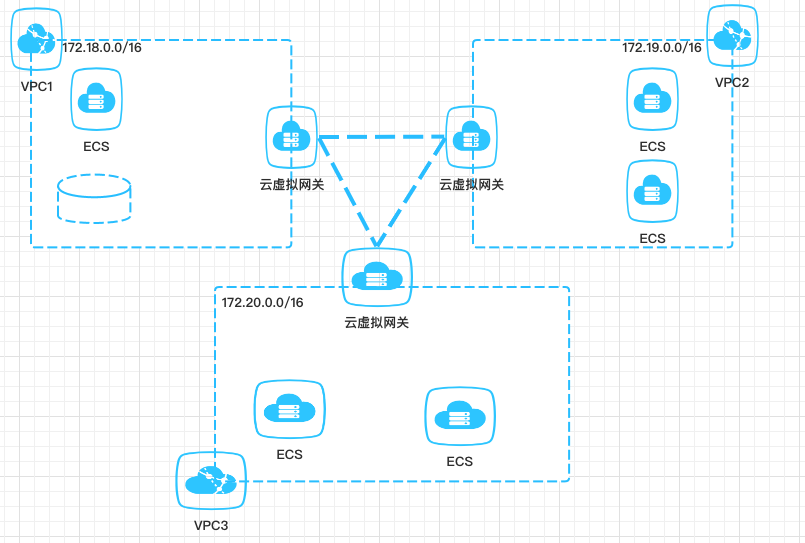 172.18.0.0/16
172.19.0.0/16
VPC1
VPC2
ECS
ECS
云虚拟网关
云虚拟网关
ECS
172.20.0.0/16
云虚拟网关
ECS
ECS
VPC3